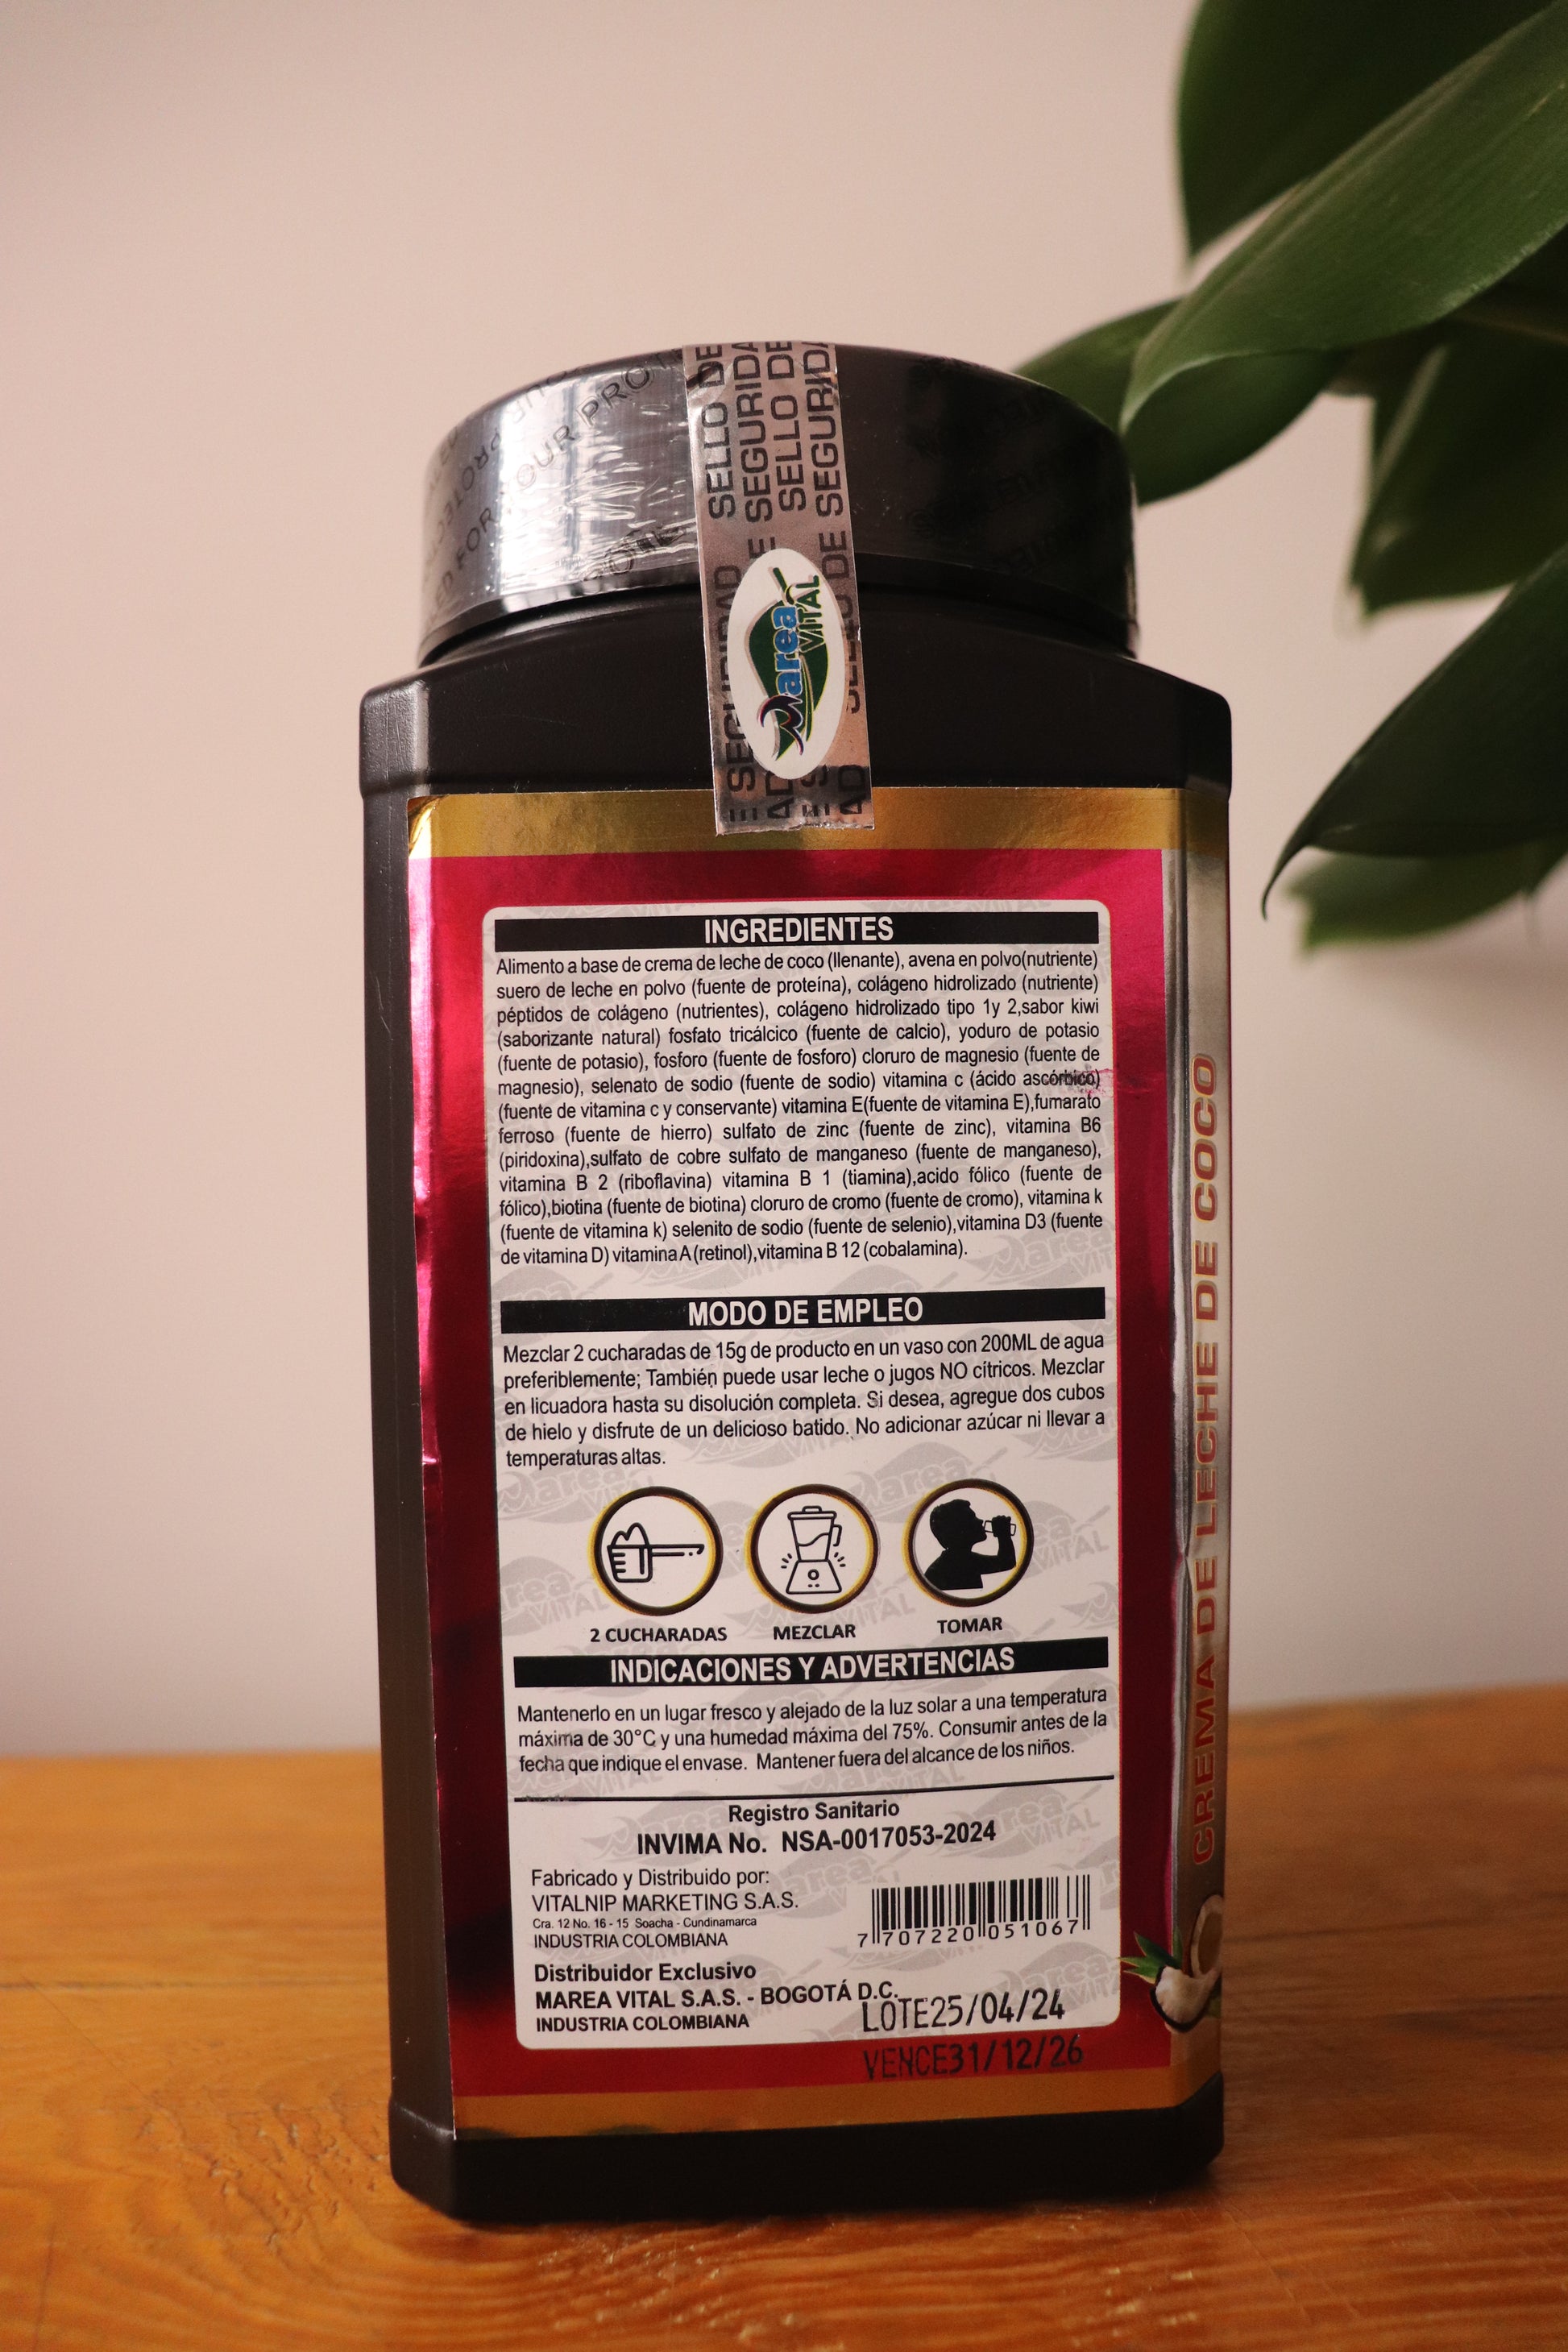 SELLO DE
SEGURIDAD
SELLO DE
SEGURIDAD
Marea
VITAL
INGREDIENTES
Alimento a base de crema de leche de coco (llenante), avena en polvo(nutriente)
suero de leche en polvo (fuente de proteína), colágeno hidrolizado (nutriente)
péptidos de colágeno (nutrientes), colágeno hidrolizado tipo 1y 2,sabor kiwi
(saborizante natural) fosfato tricálcico (fuente de calcio), yoduro de potasio
(fuente de potasio), fosforo (fuente de fosforo) cloruro de magnesio (fuente de
magnesio), selenato de sodio (fuente de sodio) vitamina c (ácido ascórbico)
(fuente de vitamina c y conservante) vitamina E(fuente de vitamina E),fumarato
ferroso (fuente de hierro) sulfato de zinc (fuente de zinc), vitamina B6
(piridoxina),sulfato de cobre sulfato de manganeso (fuente de manganeso),
vitamina B 2 (riboflavina) vitamina B 1 (tiamina),acido fólico (fuente de
fólico),biotina (fuente de biotina) cloruro de cromo (fuente de cromo), vitamina k
(fuente de vitamina k) selenito de sodio (fuente de selenio),vitamina D3 (fuente
de vitamina D) vitamina A (retinol),vitamina B 12 (cobalamina).
MODO DE EMPLEO
Mezclar 2 cucharadas de 15g de producto en un vaso con 200ML de agua
preferiblemente; También puede usar leche o jugos NO cítricos. Mezclar
en licuadora hasta su disolución completa. Si desea, agregue dos cubos
de hielo y disfrute de un delicioso batido. No adicionar azúcar ni llevar a
temperaturas altas.
2 CUCHARADAS MEZCLAR TOMAR
INDICACIONES Y ADVERTENCIAS
Mantenerlo en un lugar fresco y alejado de la luz solar a una temperatura
máxima de 30°C y una humedad máxima del 75%. Consumir antes de la
fecha que indique el envase. Mantener fuera del alcance de los niños.
Registro Sanitario
INVIMA No. NSA-0017053-2024
Fabricado y Distribuido por:
VITALNIP MARKETING S.A.S.
Cra. 12 No. 16 - 15 Soacha - Cundinamarca
INDUSTRIA COLOMBIANA
7 707220 051067
Distribuidor Exclusivo
MAREA VITAL S.A.S. - BOGOTÁ D.C.
INDUSTRIA COLOMBIANA
LOTE25/04/24
VENCE31/12/26
CREMA DE LECHE DE COCO